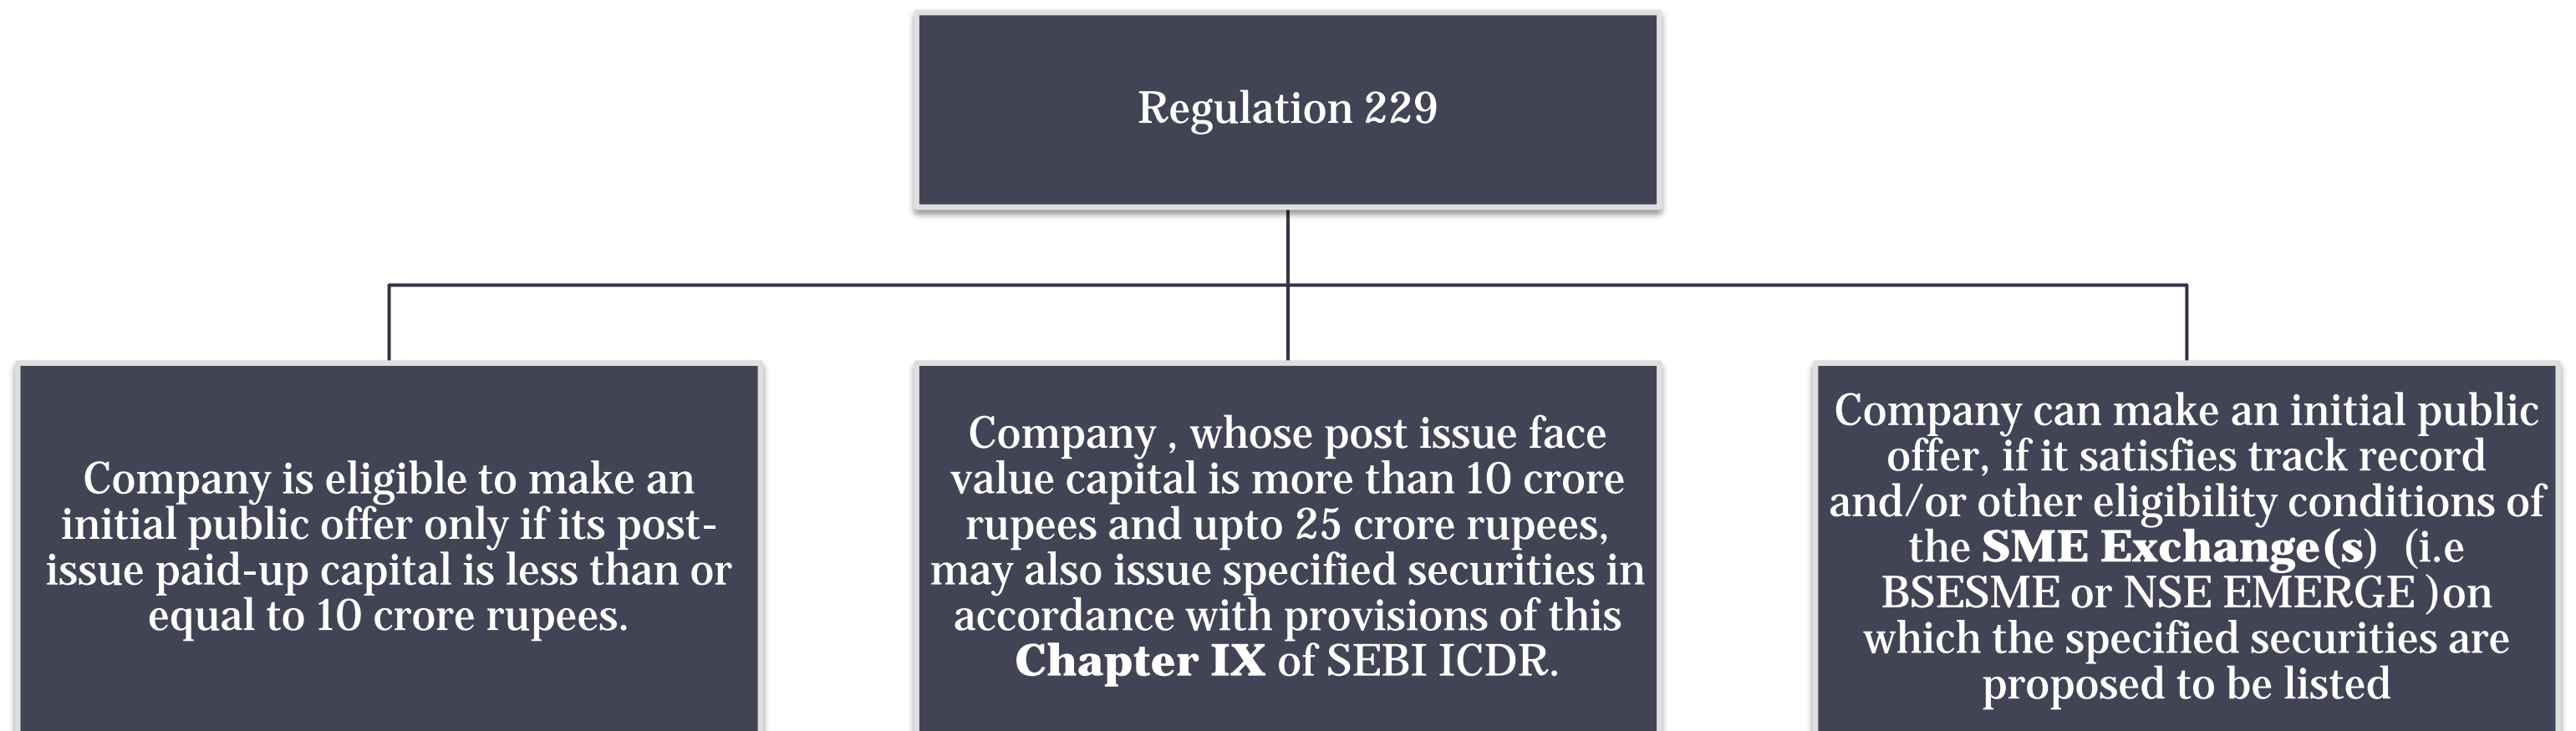 Regulation 229
Company is eligible to make an
initial public offer only if its post-
issue paid-up capital is less than or
equal to 10 crore rupees.
Company , whose post issue face
value capital is more than 10 crore
rupees and upto 25 crore rupees,
may also issue specified securities in
accordance with provisions of this
Chapter IX of SEBI ICDR.
Company can make an initial public
offer, if it satisfies track record
and/or other eligibility conditions of
the SME Exchange(s)  (i.e
BSESME or NSE EMERGE )on
which the specified securities are
proposed to be listed